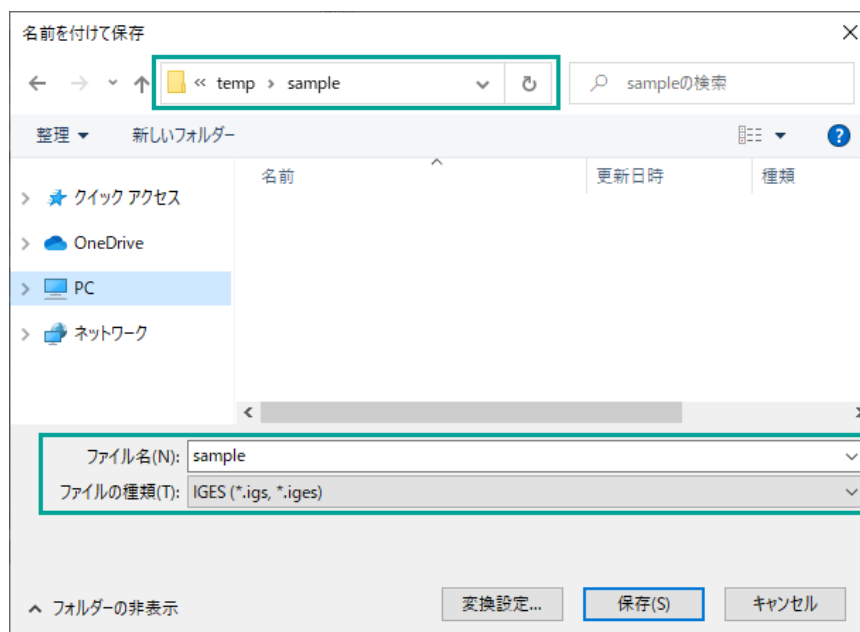 名前を付けて保存
« temp › sample
sampleの検索
整理 新しいフォルダー
名前 更新日時 種類
クイック アクセス
OneDrive
PC
ネットワーク
ファイル名(N): sample
ファイルの種類(T): IGES (*.igs, *.iges)
フォルダーの非表示 変換設定... 保存(S) キャンセル